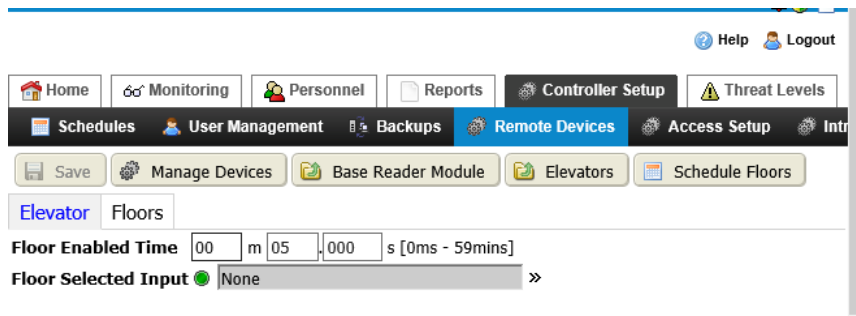 Help Logout
Home Monitoring Personnel Reports Controller Setup Threat Levels
Schedules User Management Backups Remote Devices Access Setup Intr
Save Manage Devices Base Reader Module Elevators Schedule Floors
Elevator Floors
Floor Enabled Time 00 m 05 .000 s [0ms - 59mins]
Floor Selected Input None »